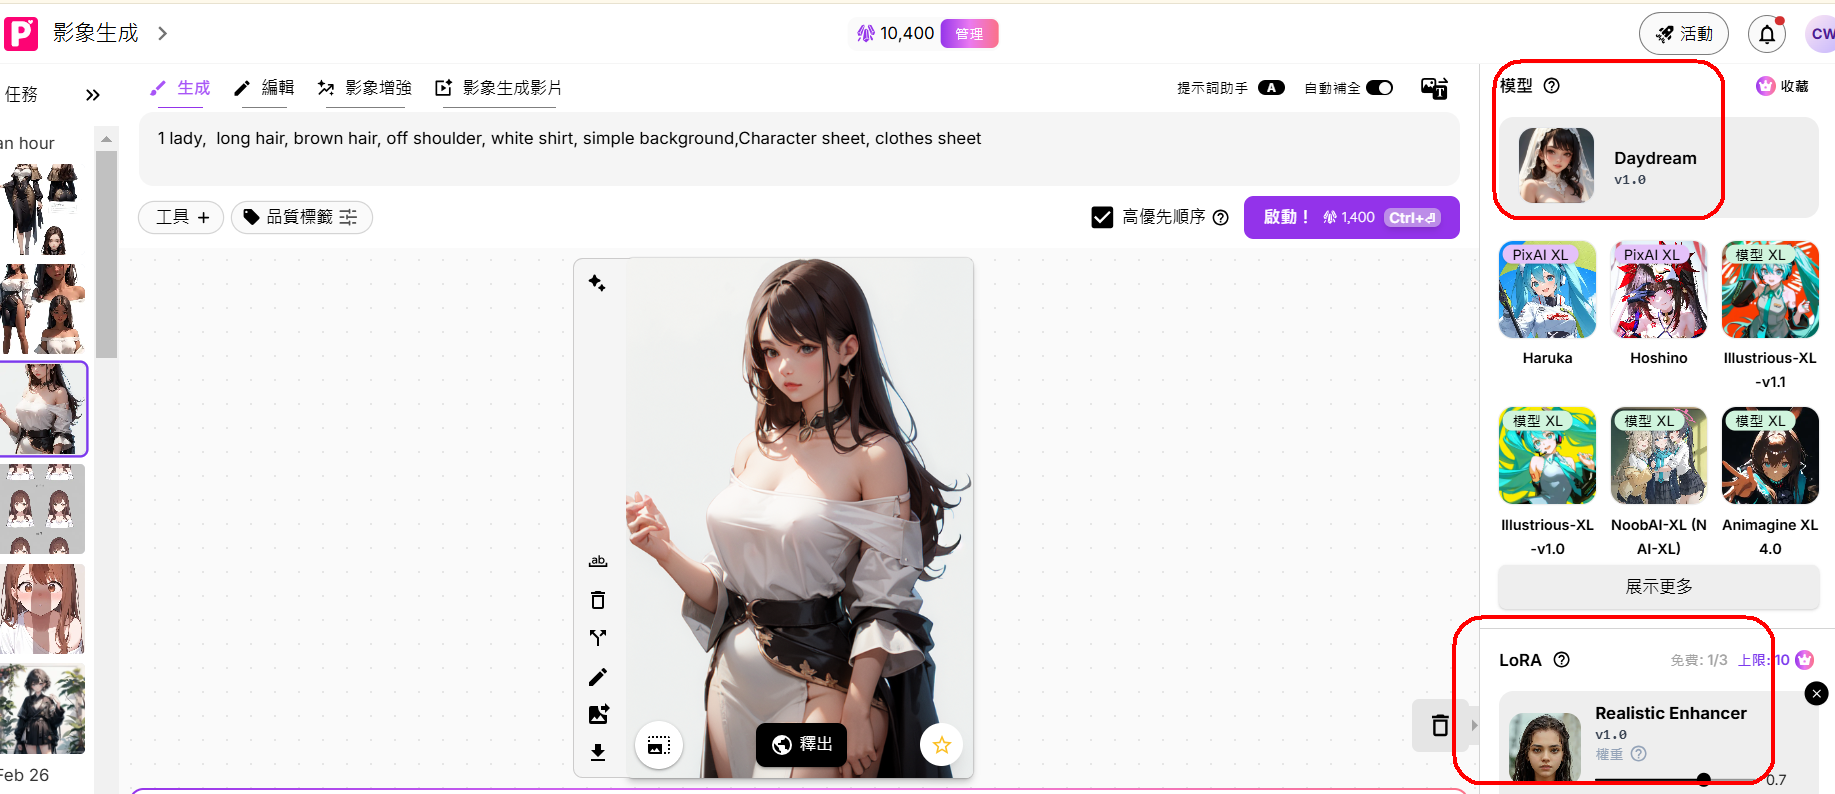 P 影象生成
10,400 管理
活動
CW
任務
生成 編輯 影象增強 影象生成影片
提示詞助手 A 自動補全
an hour
1 lady, long hair, brown hair, off shoulder, white shirt, simple background,Character sheet, clothes sheet
工具 品質標籤
高優先順序 啟動！ 1,400 Ctrl+⏎
ab
釋出
Feb 26
模型
收藏
Daydream
v1.0
PixAI XL PixAI XL 模型 XL
Haruka Hoshino Illustrious-XL
-v1.1
模型 XL 模型 XL 模型 XL
Illustrious-XL NoobAI-XL (N Animagine XL
-v1.0 AI-XL) 4.0
展示更多
LoRA 免費: 1/3 上限: 10
Realistic Enhancer
v1.0
權重
0.7